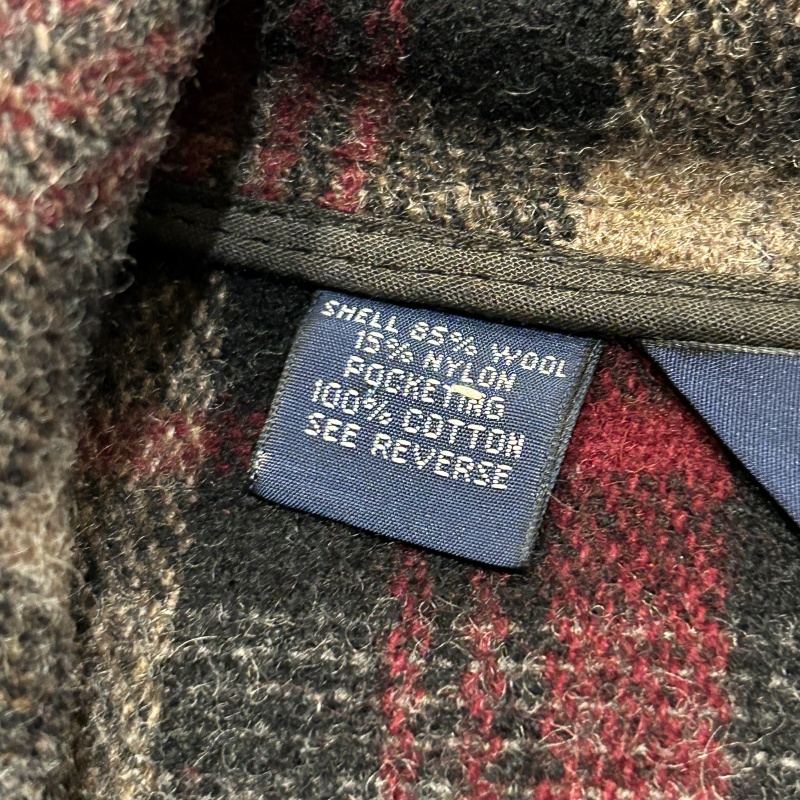 SHELL 85% WOOL
15% NYLON
POCKETING
100% COTTON
SEE REVERSE